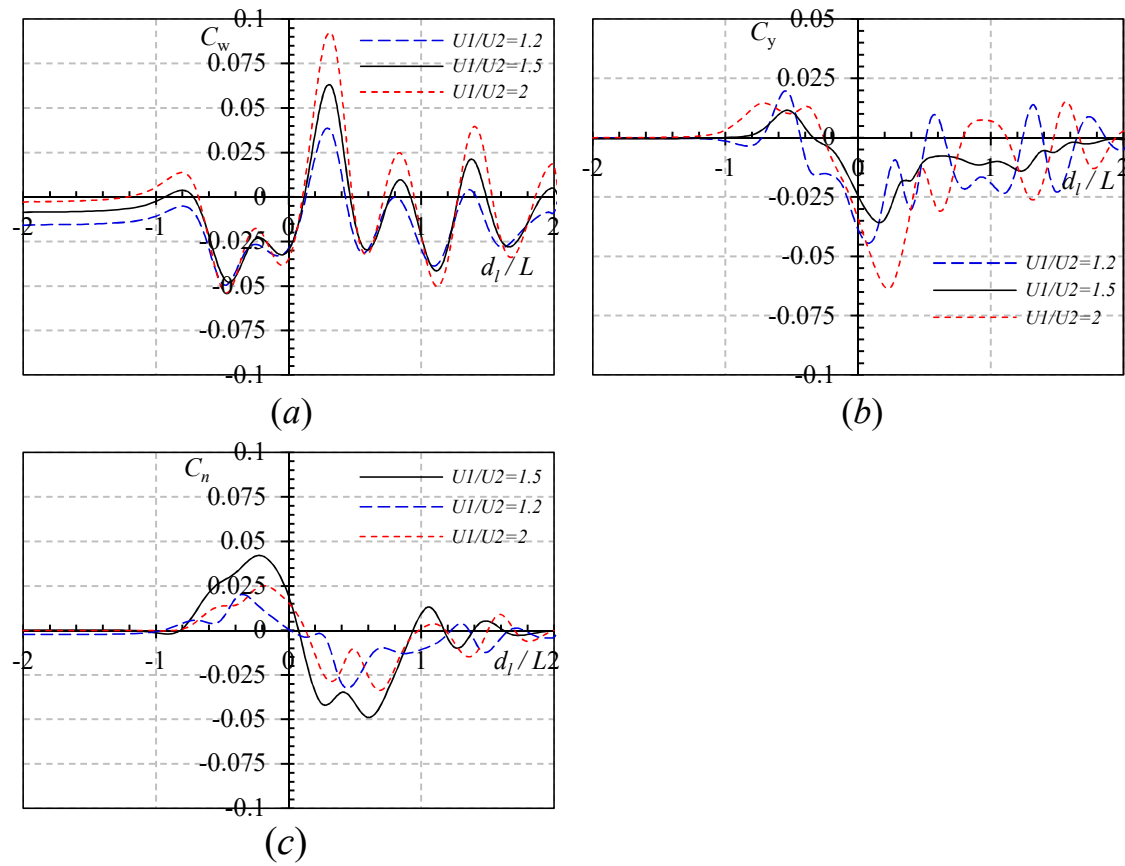 C_w
0.1
0.075
0.05
0.025
0
-0.025
-0.05
-0.075
-0.1
-2
-1
0
1
2
d_l / L
U1/U2=1.2
U1/U2=1.5
U1/U2=2
(a)
C_y
0.05
0.025
0
-0.025
-0.05
-0.075
-0.1
-2
-1
0
1
2
d_l / L
U1/U2=1.2
U1/U2=1.5
U1/U2=2
(b)
C_n
0.1
0.075
0.05
0.025
0
-0.025
-0.05
-0.075
-0.1
-2
-1
0
1
2
d_l / L
U1/U2=1.5
U1/U2=1.2
U1/U2=2
(c)